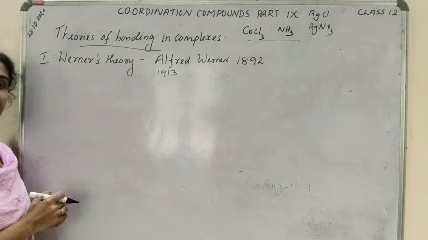 COORDINATION COMPOUNDS PART IX AgCl CLASS 12
Theories of bonding in complexes. CoCl3 NH3 AgNO3
I Werner's theory - Alfred Werner 1892
1913